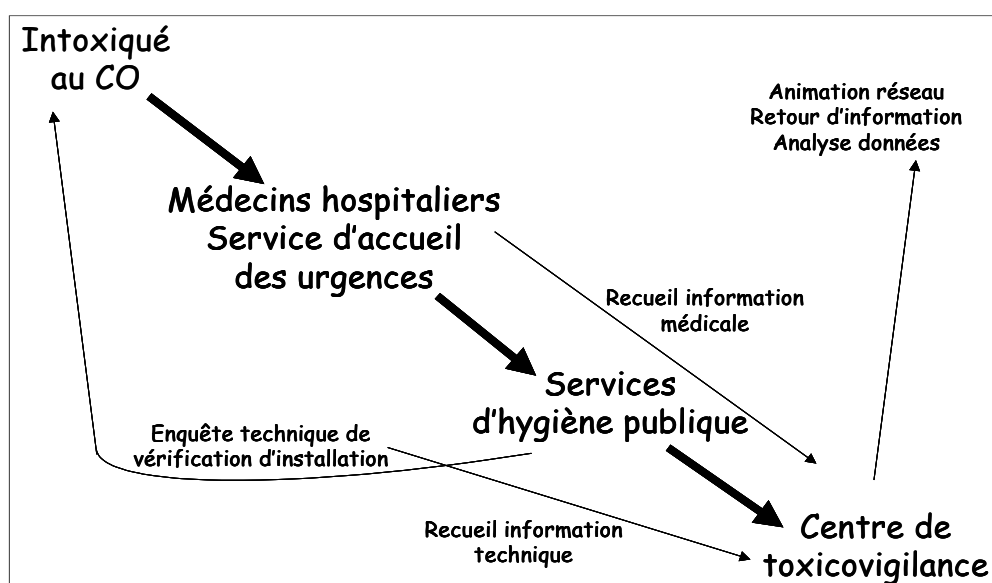 Intoxiqué
au CO
Animation réseau
Retour d'information
Analyse données
Médecins hospitaliers
Service d'accueil
des urgences
Recueil information
médicale
Services
d'hygiène publique
Enquête technique de
vérification d'installation
Recueil information
technique
Centre de
toxicovigilance